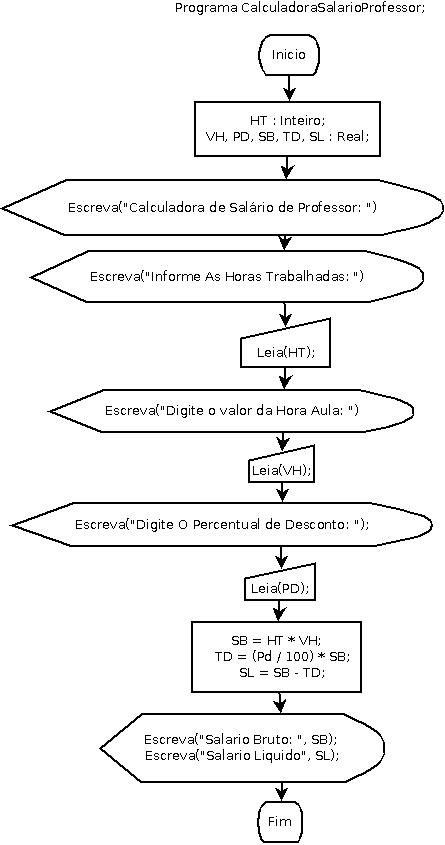 Programa CalculadoraSalarioProfessor;
Inicio
HT : Inteiro;
VH, PD, SB, TD, SL : Real;
Escreva("Calculadora de Salário de Professor: ")
Escreva("Informe As Horas Trabalhadas: ")
Leia(HT);
Escreva("Digite o valor da Hora Aula: ")
Leia(VH);
Escreva("Digite O Percentual de Desconto: ");
Leia(PD);
SB = HT * VH;
TD = (Pd / 100) * SB;
SL = SB - TD;
Escreva("Salario Bruto: ", SB);
Escreva("Salario Liquido", SL);
Fim